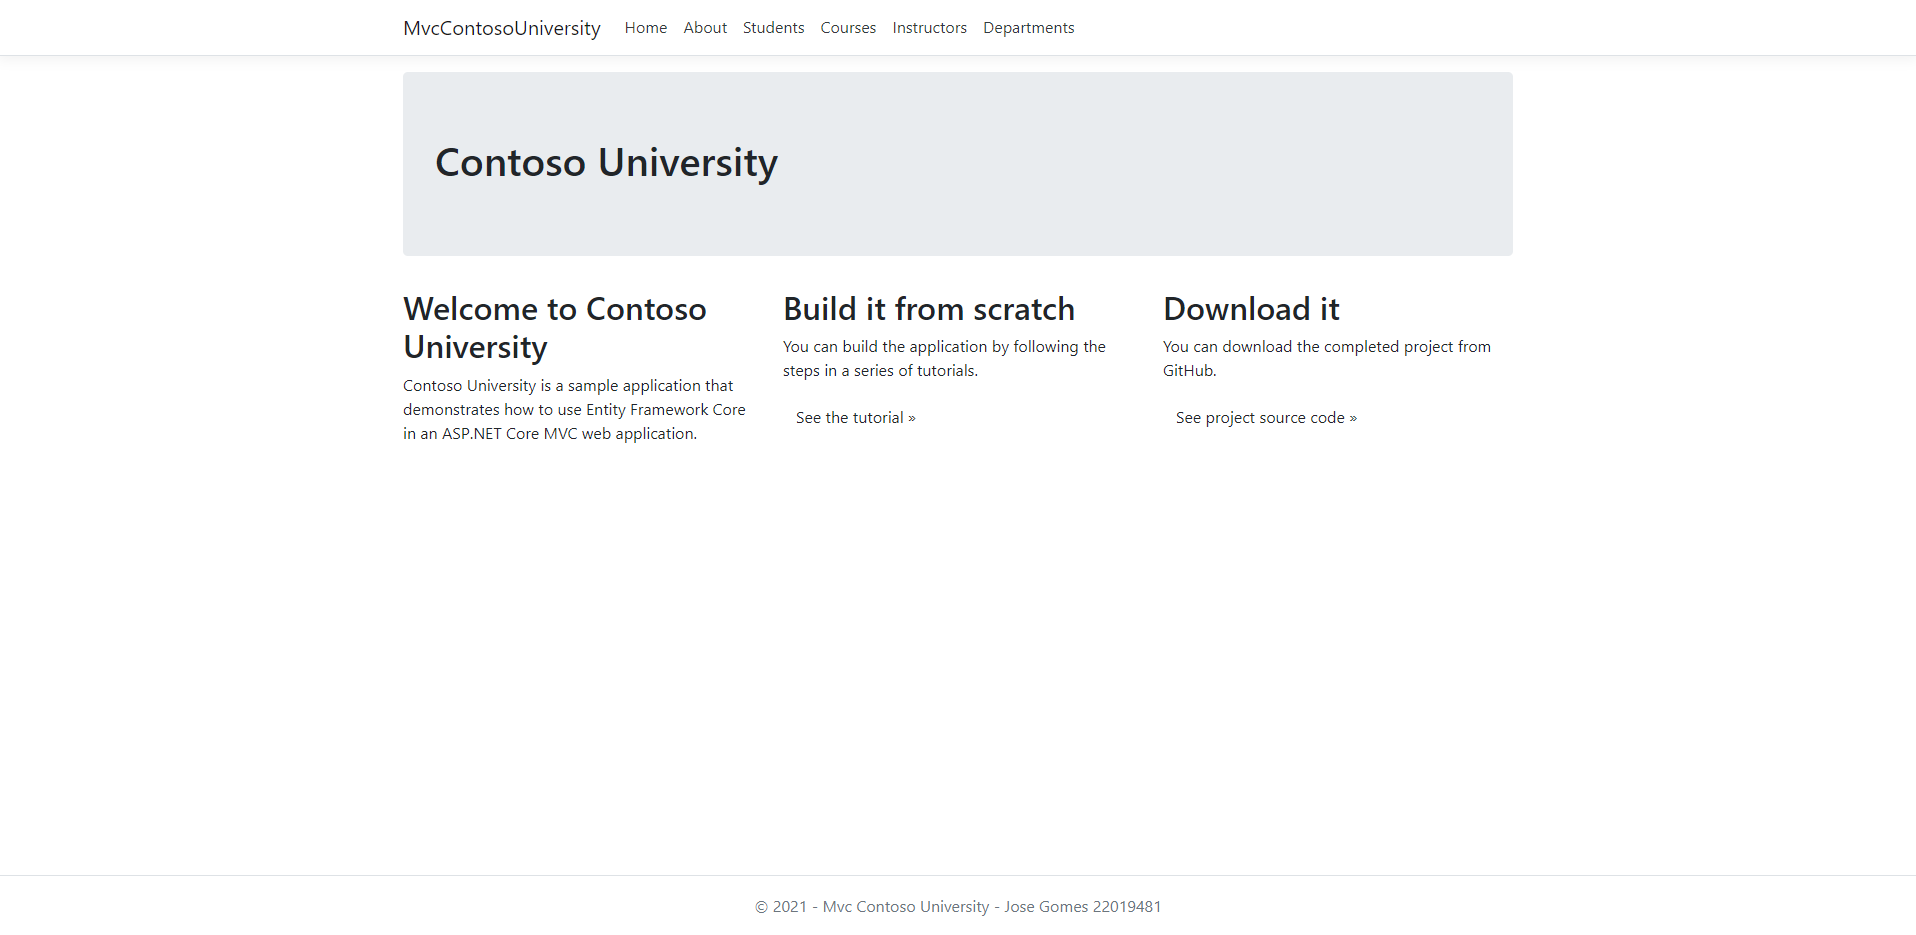 MvcContosoUniversity Home About Students Courses Instructors Departments
Contoso University
Welcome to Contoso
University
Contoso University is a sample application that
demonstrates how to use Entity Framework Core
in an ASP.NET Core MVC web application.
Build it from scratch
You can build the application by following the
steps in a series of tutorials.
See the tutorial »
Download it
You can download the completed project from
GitHub.
See project source code »
© 2021 - Mvc Contoso University - Jose Gomes 22019481